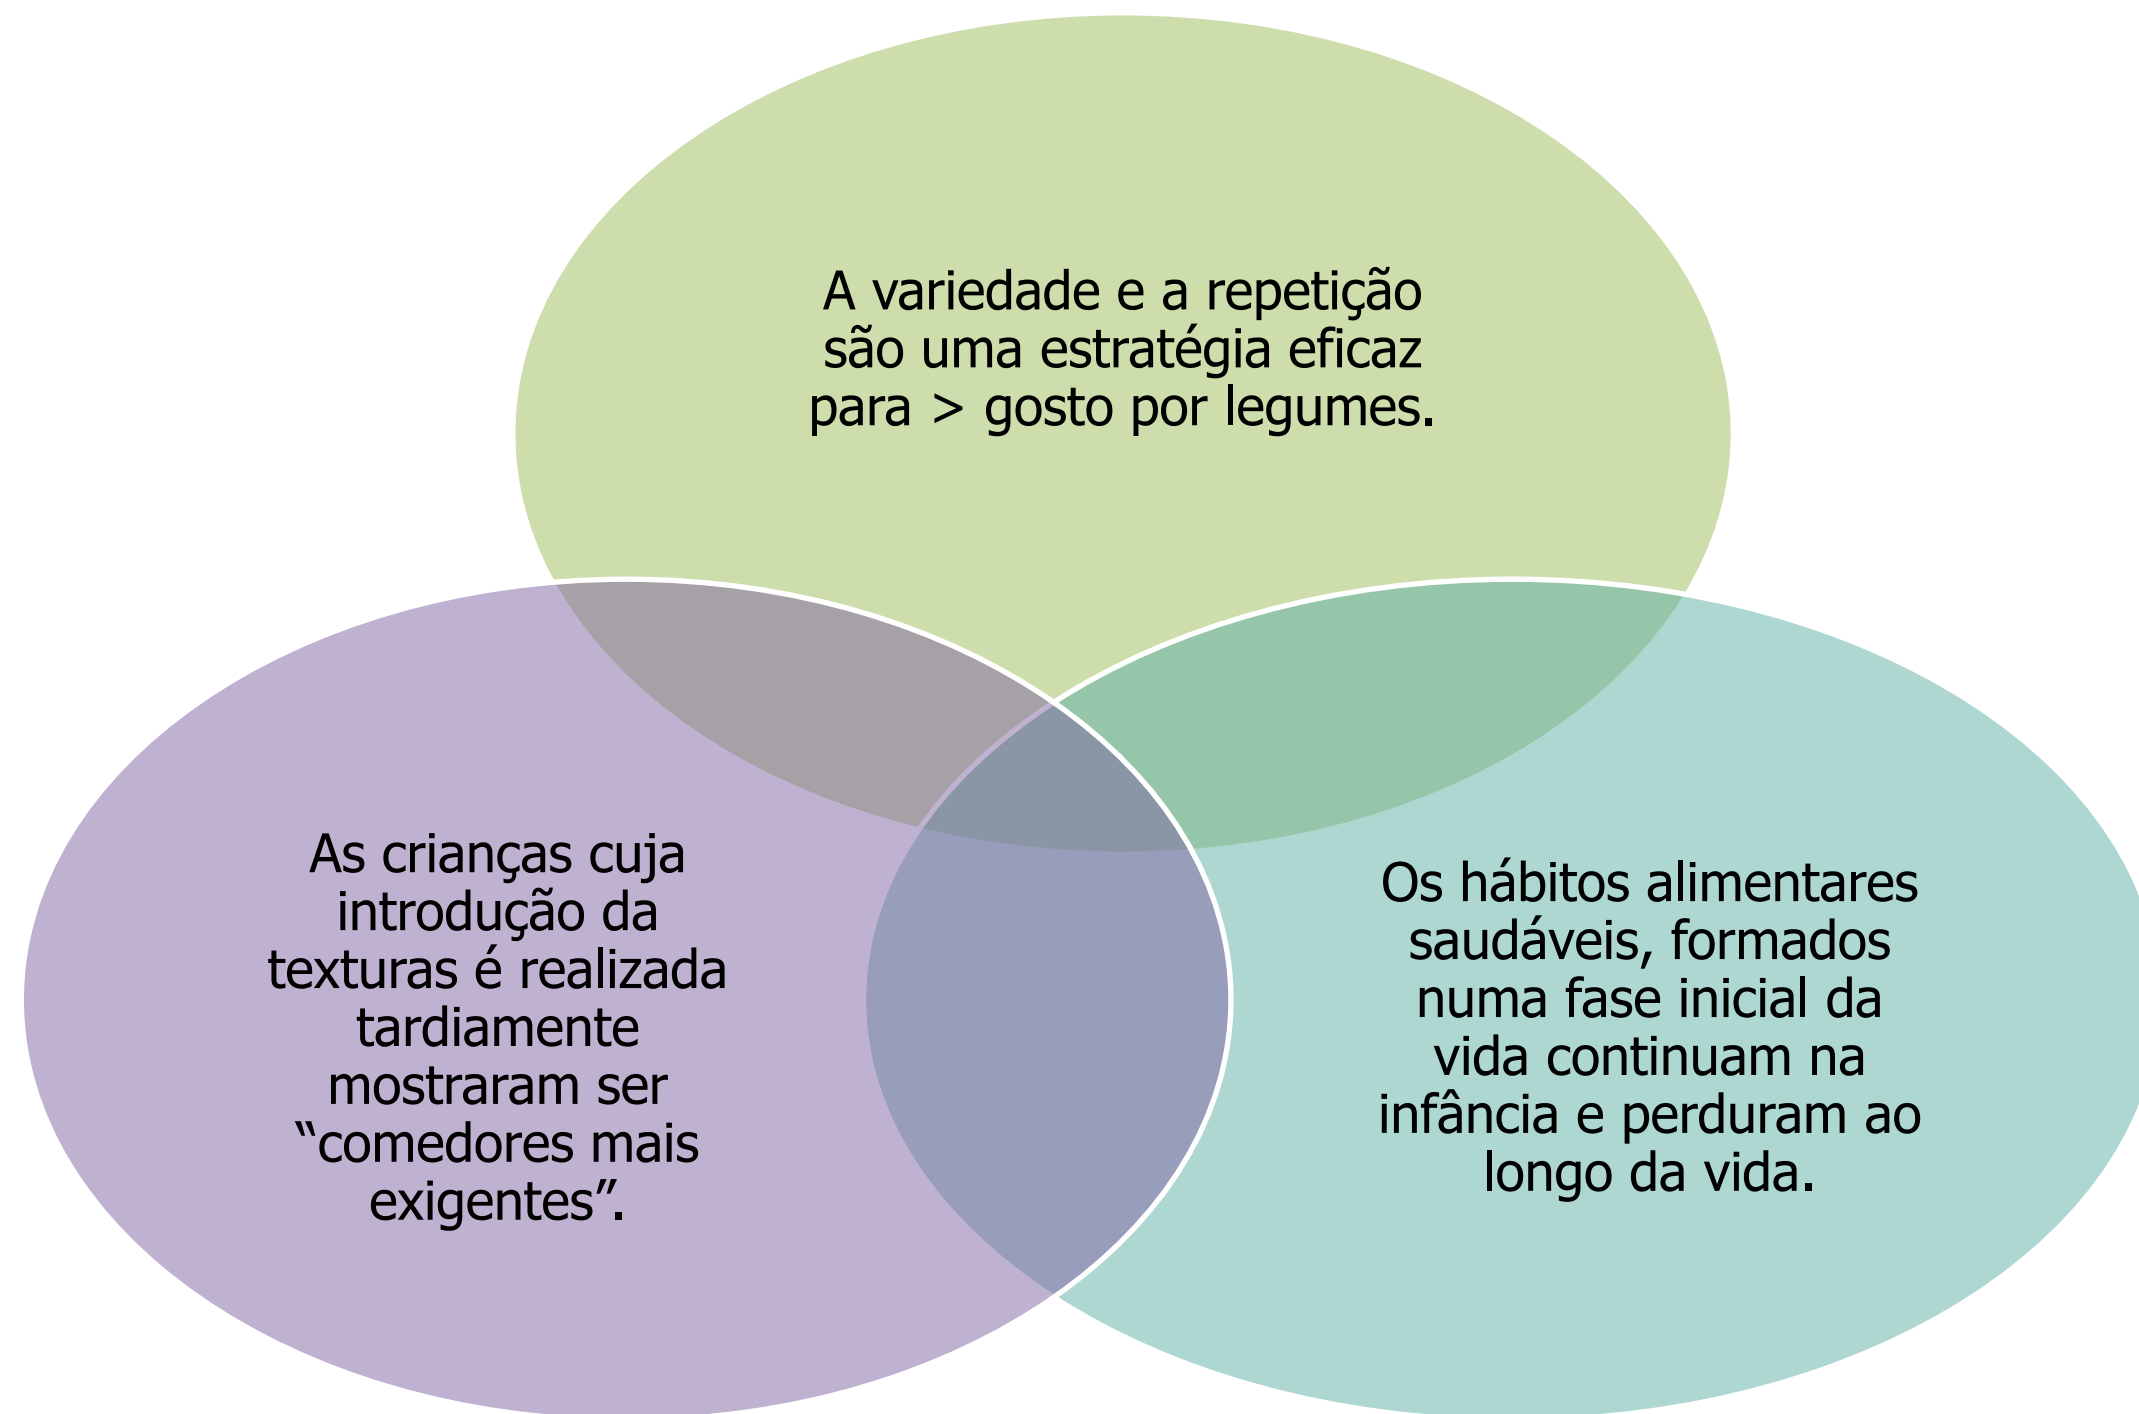 A variedade e a repetição
são uma estratégia eficaz
para > gosto por legumes.
As crianças cuja
introdução da
texturas é realizada
tardiamente
mostraram ser
“comedores mais
exigentes”.
Os hábitos alimentares
saudáveis, formados
numa fase inicial da
vida continuam na
infância e perduram ao
longo da vida.